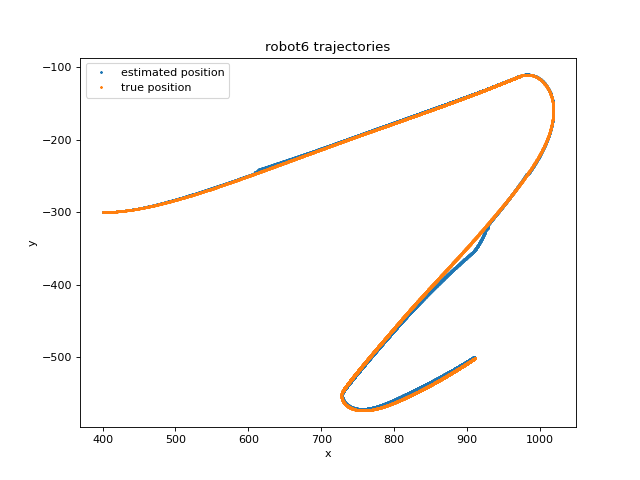 robot6 trajectories
estimated position
true position
−100
−200
−300
−400
−500
y
400 500 600 700 800 900 1000
x